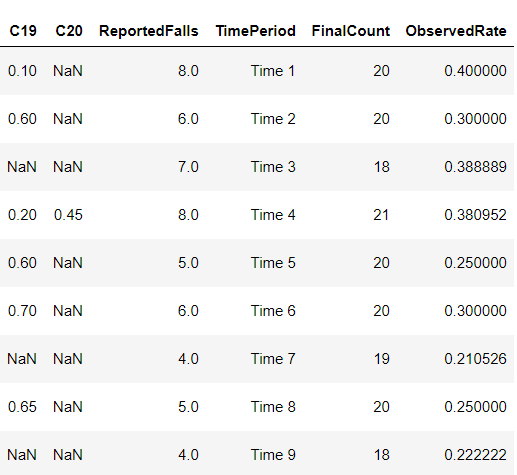 C19 C20 ReportedFalls TimePeriod FinalCount ObservedRate
0.10 NaN 8.0 Time 1 20 0.400000
0.60 NaN 6.0 Time 2 20 0.300000
NaN NaN 7.0 Time 3 18 0.388889
0.20 0.45 8.0 Time 4 21 0.380952
0.60 NaN 5.0 Time 5 20 0.250000
0.70 NaN 6.0 Time 6 20 0.300000
NaN NaN 4.0 Time 7 19 0.210526
0.65 NaN 5.0 Time 8 20 0.250000
NaN NaN 4.0 Time 9 18 0.222222